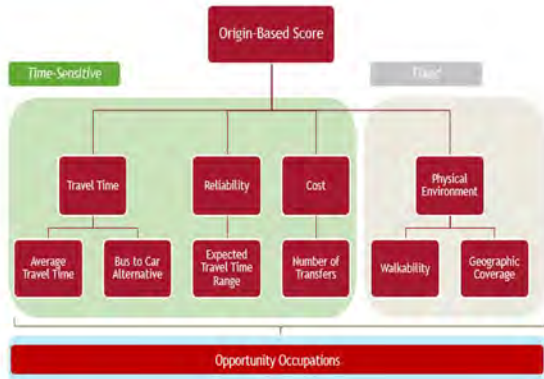 Origin-Based Score
Time-Sensitive
Fixed
Travel Time
Reliability
Cost
Physical
Environment
Average
Travel Time
Bus to Car
Alternative
Expected
Travel Time
Range
Number of
Transfers
Walkability
Geographic
Coverage
Opportunity Occupations